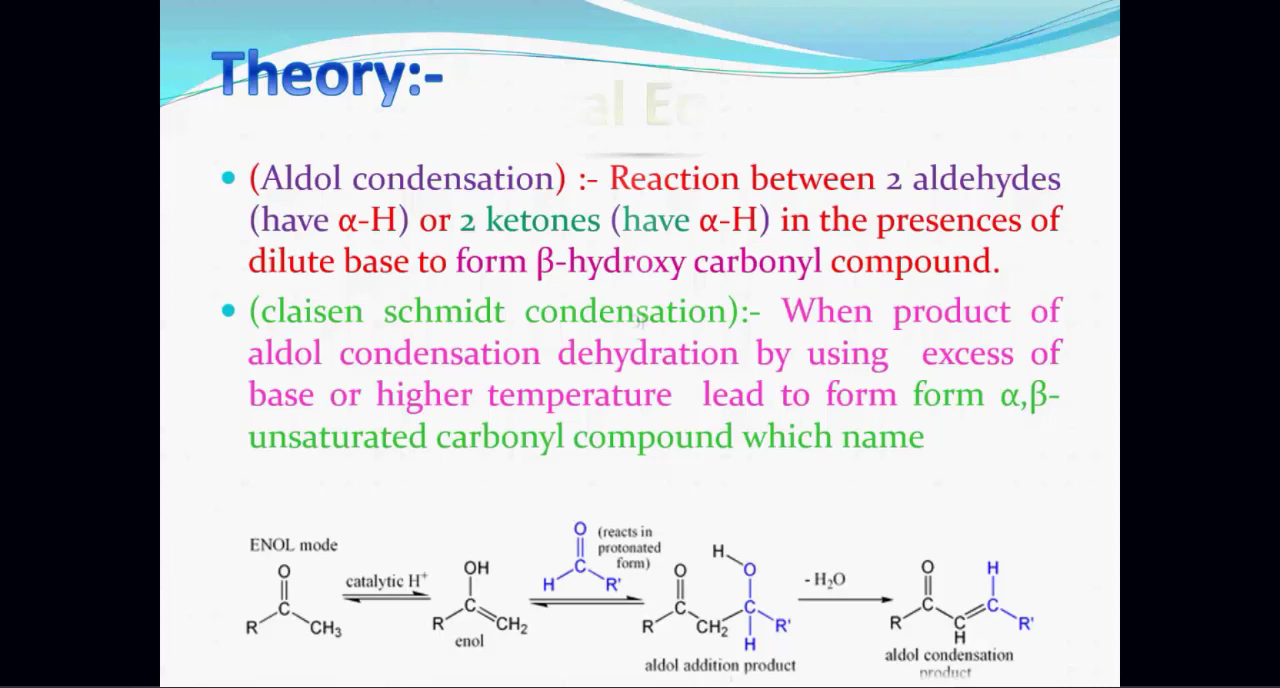 Theory:-
al Eq
• (Aldol condensation) :- Reaction between 2 aldehydes
(have α-H) or 2 ketones (have α-H) in the presences of
dilute base to form β-hydroxy carbonyl compound.
• (claisen schmidt condensation):- When product of
aldol condensation dehydration by using excess of
base or higher temperature lead to form form α,β-
unsaturated carbonyl compound which name
ENOL mode
O
C
R
CH3
catalytic H⁺
OH
C
R
CH2
enol
O
C
H
R'
(reacts in
protonated
form)
H
O
O
C
C
R
CH2
R'
H
aldol addition product
- H2O
O
H
C
C
R
C
R'
H
aldol condensation
product